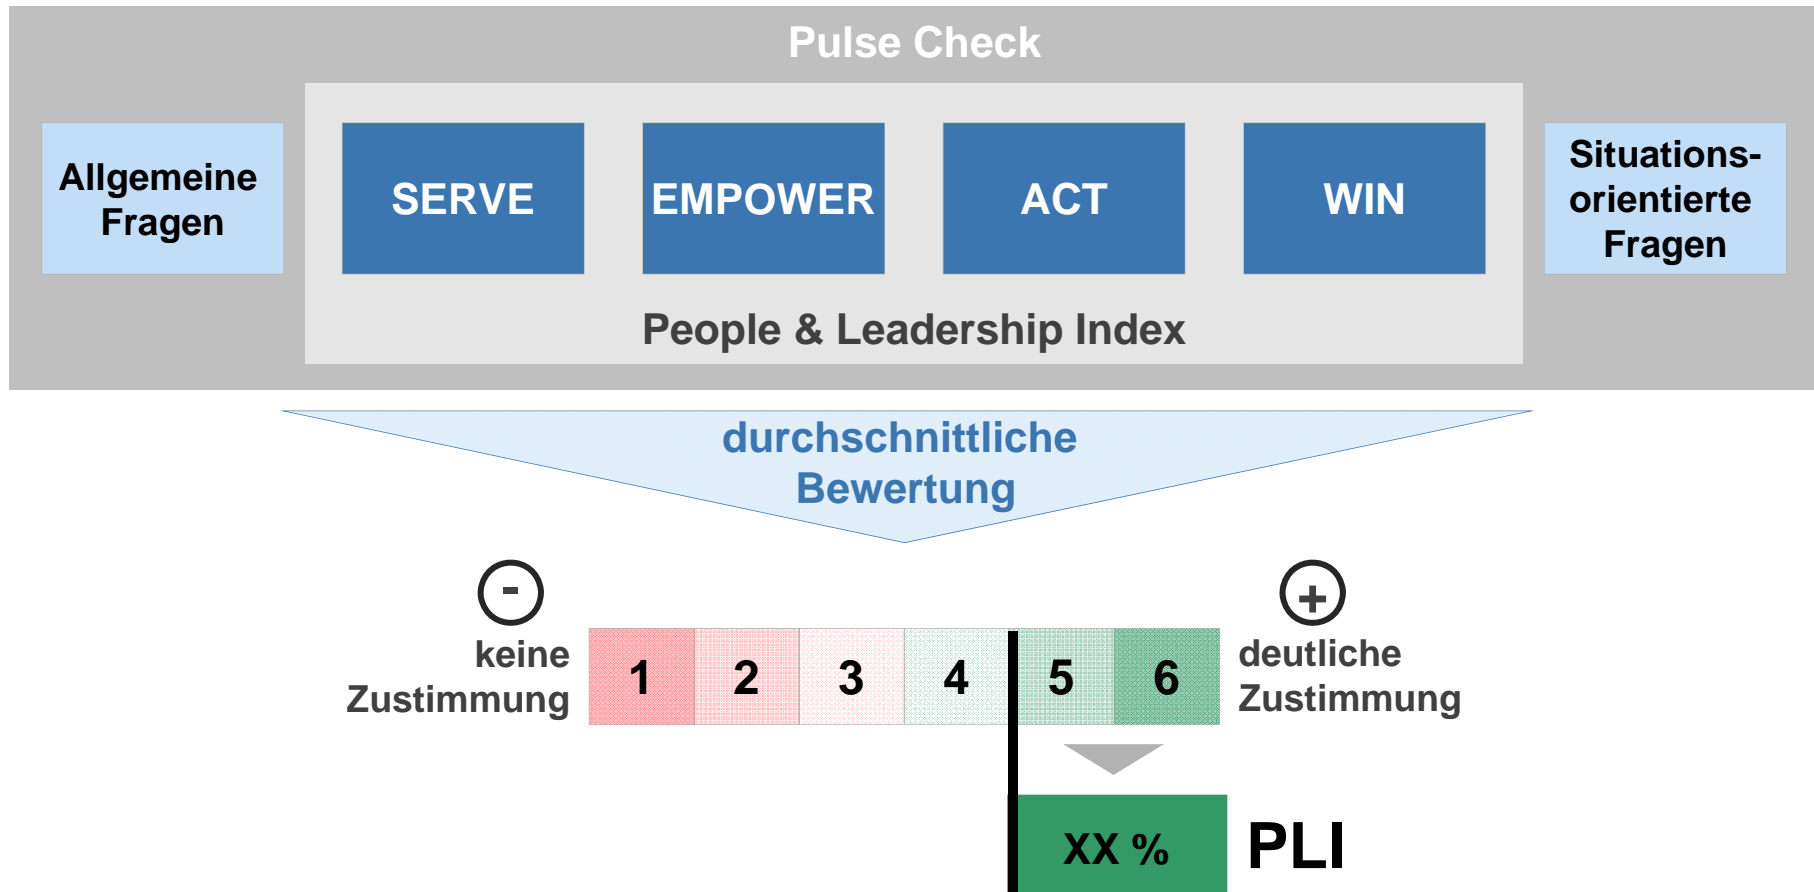 Pulse Check
Allgemeine
Fragen
SERVE
EMPOWER
ACT
WIN
Situations-
orientierte
Fragen
People & Leadership Index
durchschnittliche
Bewertung
-
keine
Zustimmung
1
2
3
4
5
6
+
deutliche
Zustimmung
XX %
PLI